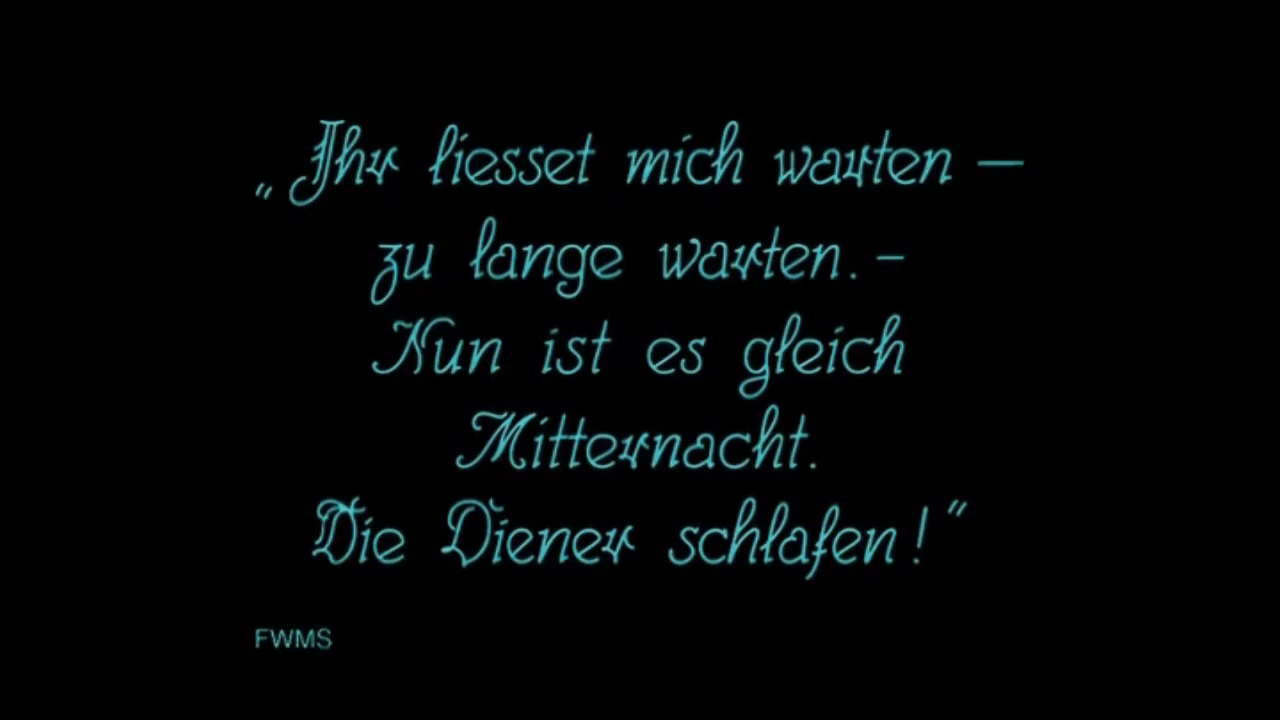 „Ihr liesset mich warten —
zu lange warten. –
Nun ist es gleich
Mitternacht.
Die Diener schlafen!“
FWMS